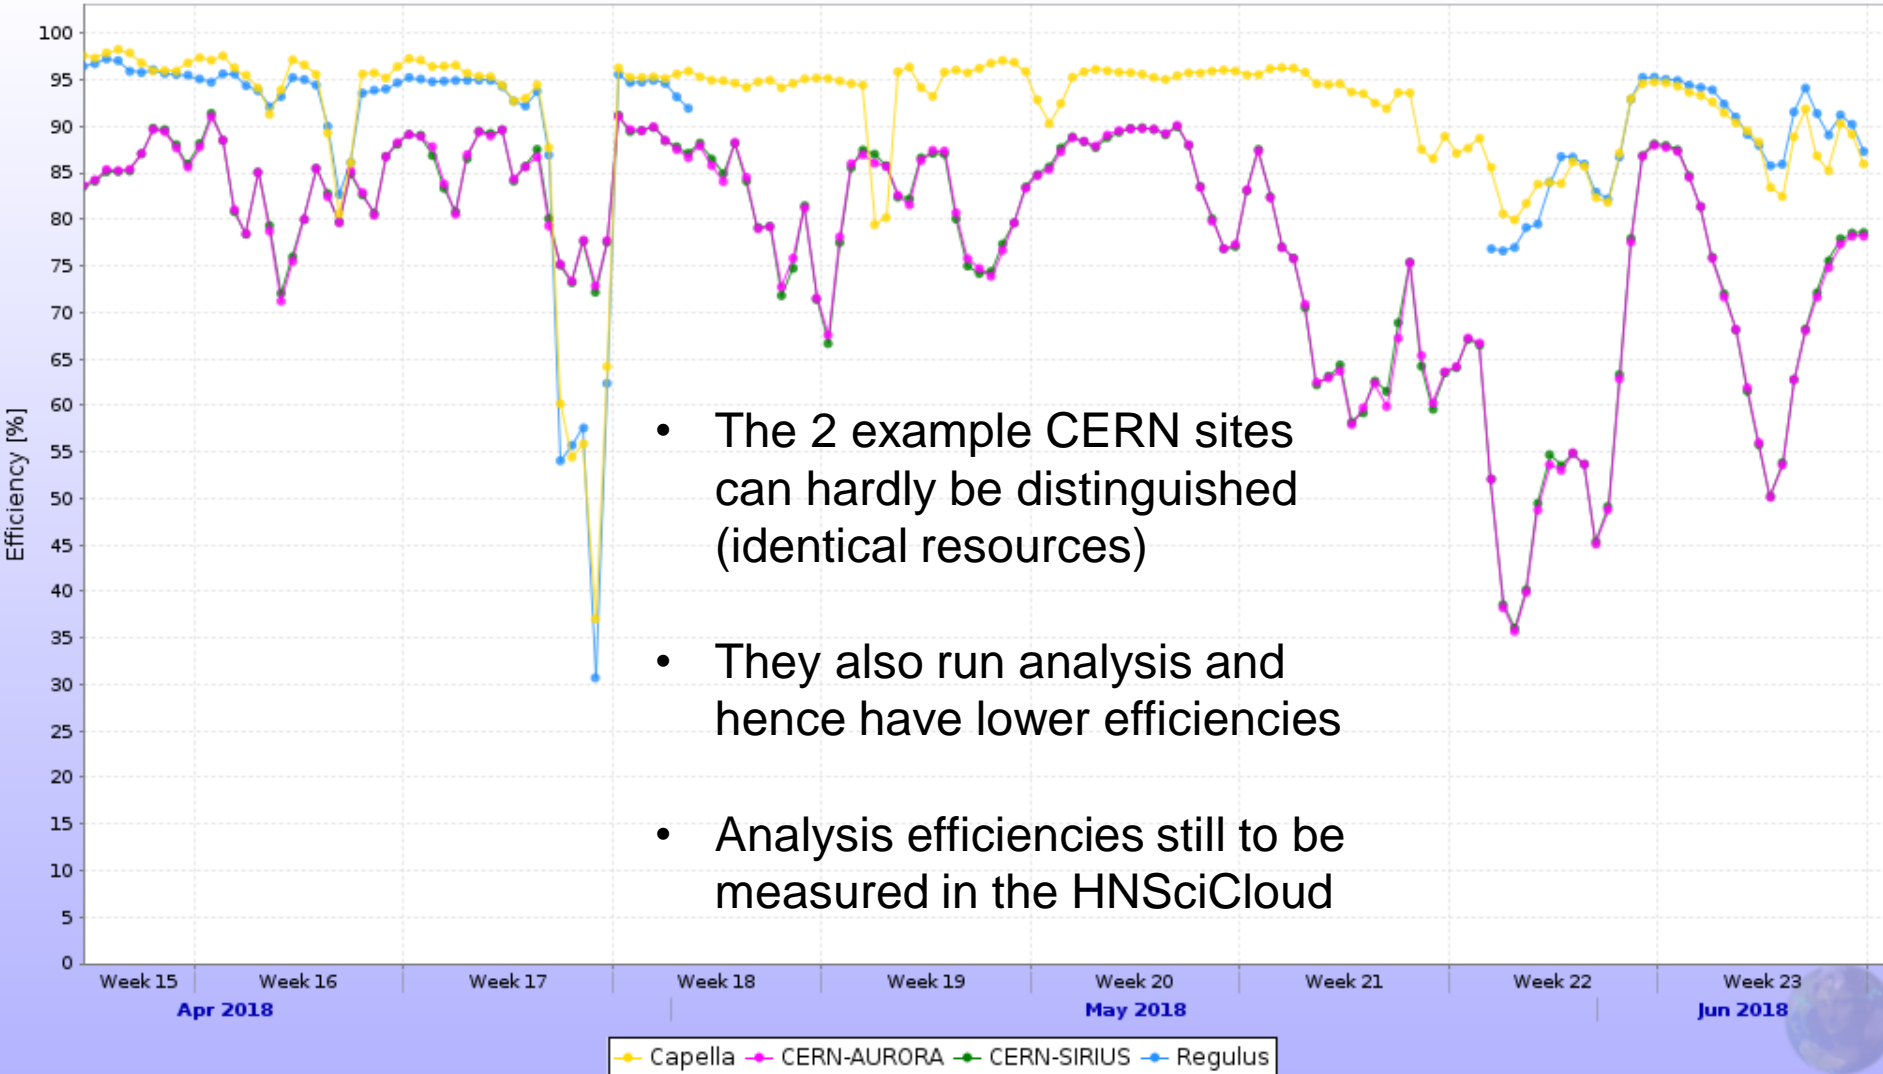 100
95
90
85
80
75
70
65
60
55
50
45
40
35
30
25
20
15
10
5
0
Efficiency [%]
• The 2 example CERN sites
can hardly be distinguished
(identical resources)
• They also run analysis and
hence have lower efficiencies
• Analysis efficiencies still to be
measured in the HNSciCloud
Week 15 Week 16 Week 17 Week 18 Week 19 Week 20 Week 21 Week 22 Week 23
Apr 2018 May 2018 Jun 2018
Capella CERN-AURORA CERN-SIRIUS Regulus